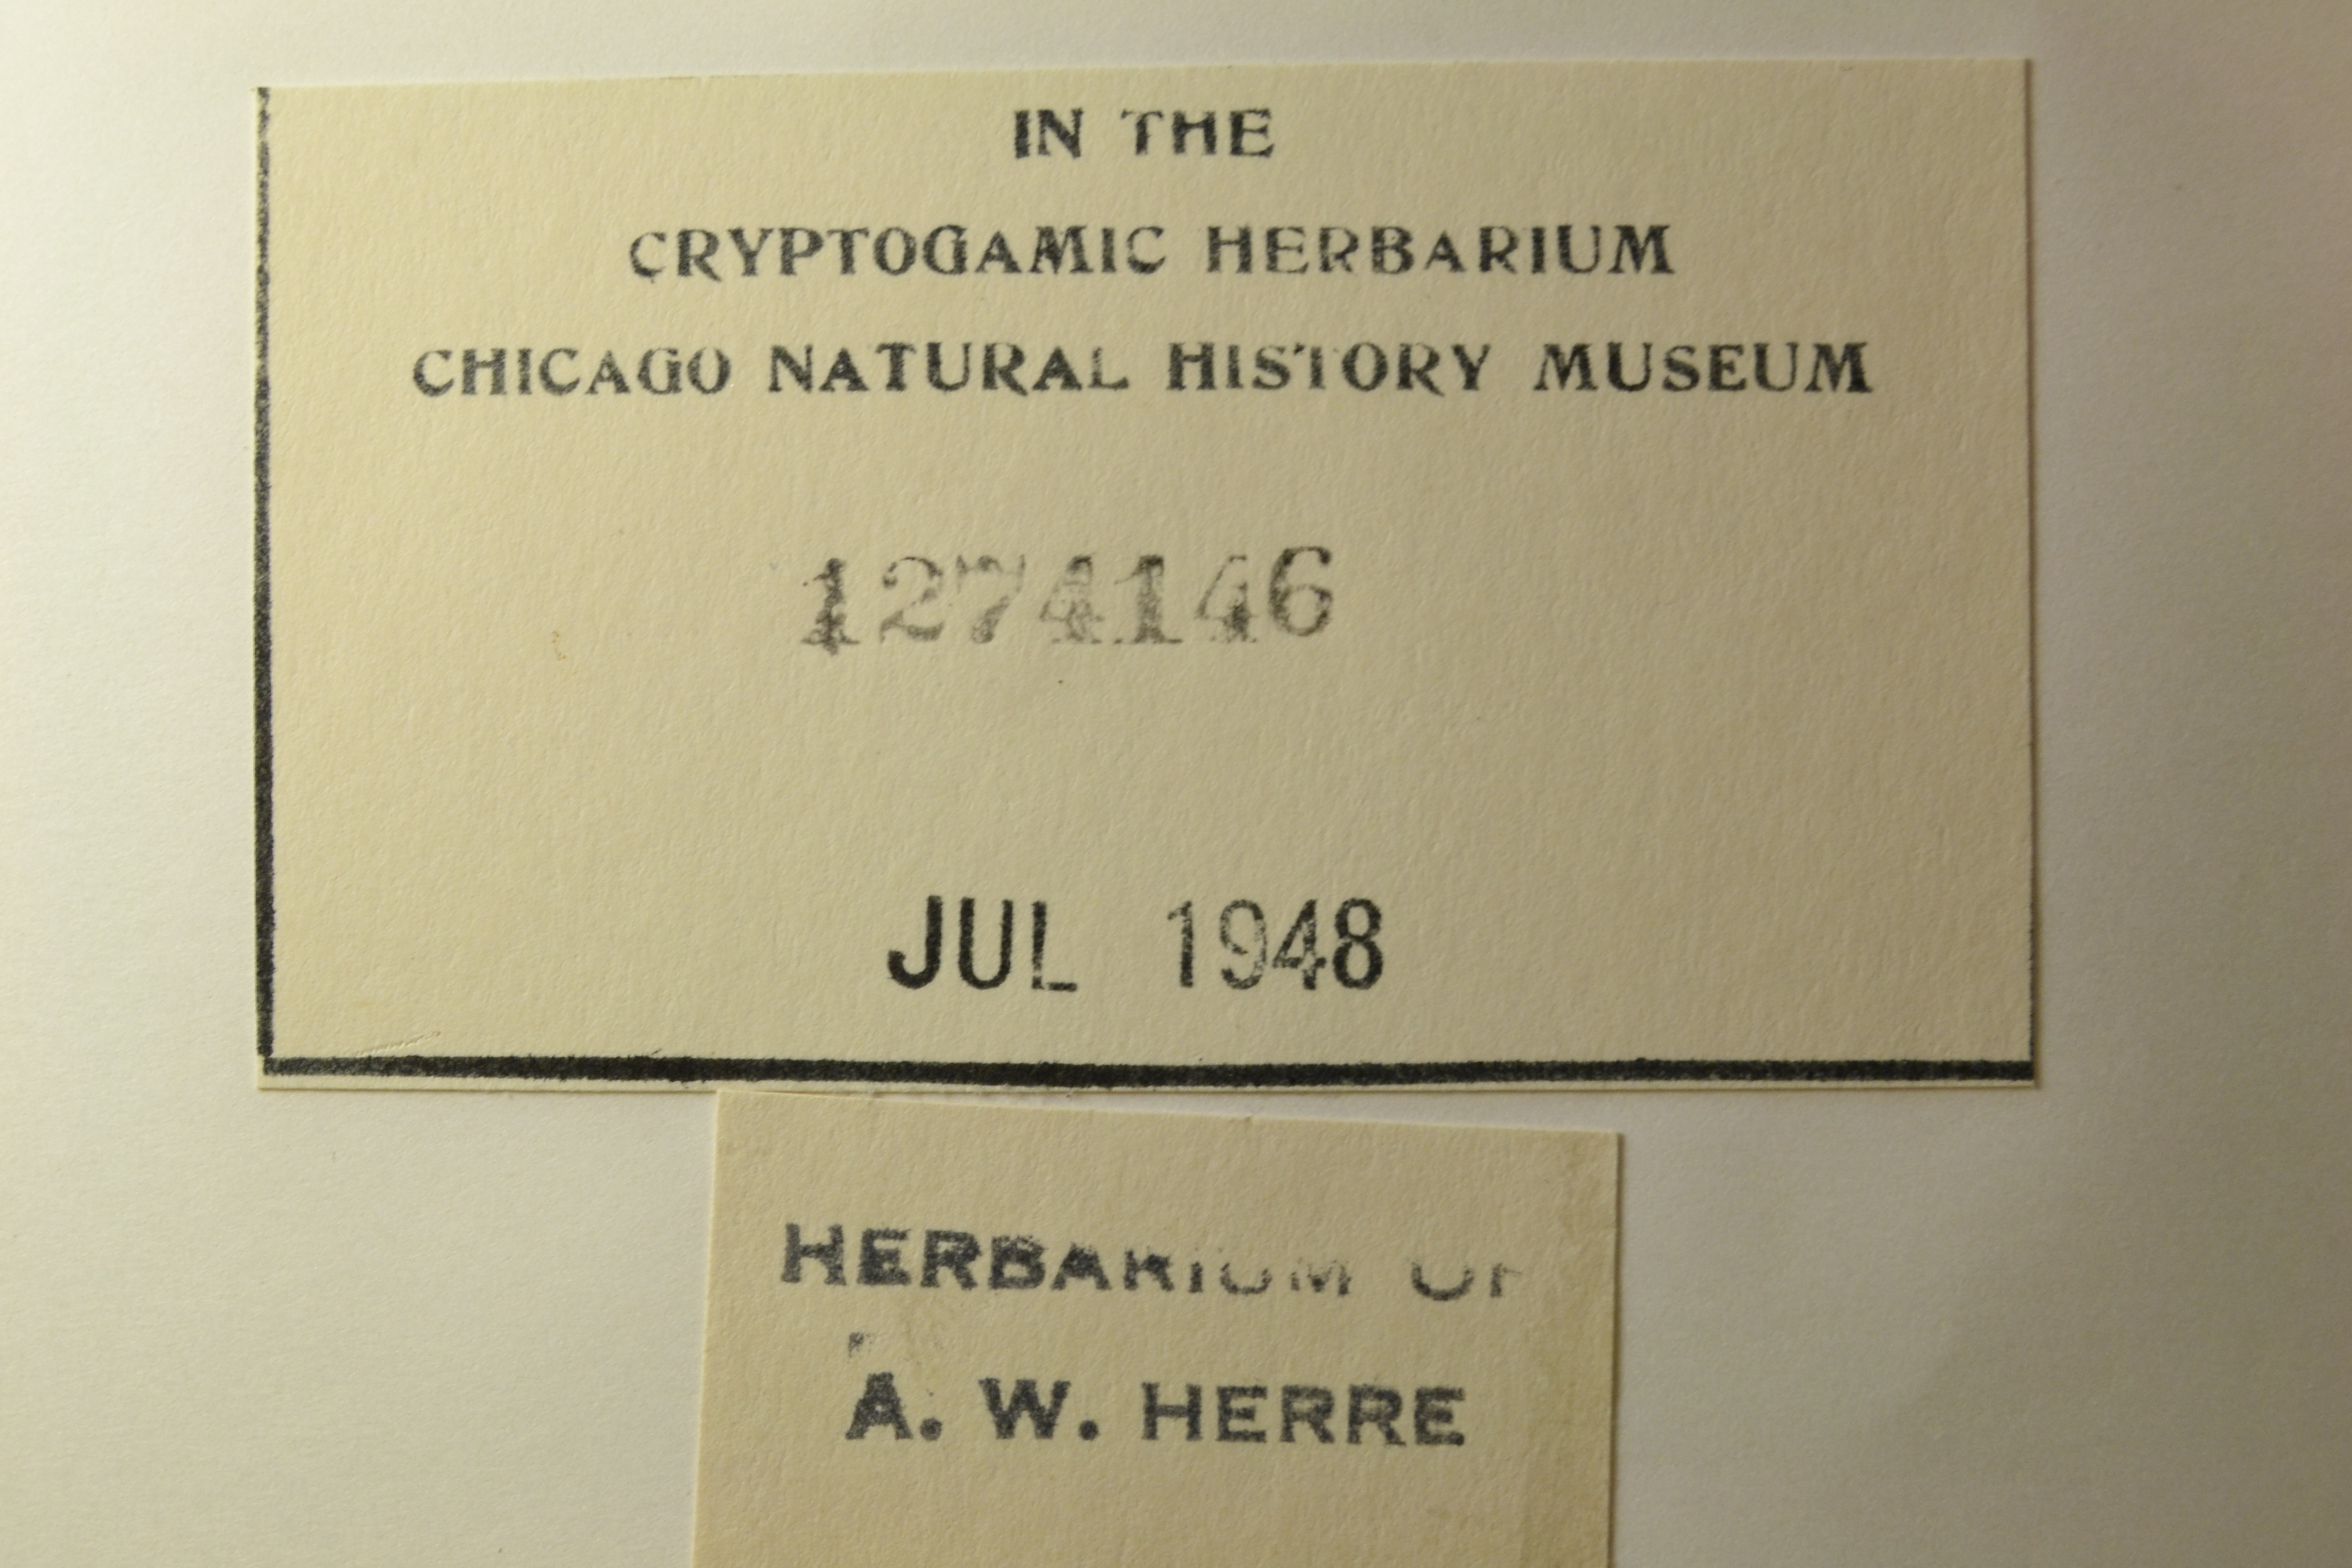 IN THE
CRYPTOGAMIC HERBARIUM
CHICAGO NATURAL HISTORY MUSEUM
1274146
JUL 1948
HERBARIUM OF
A. W. HERRE